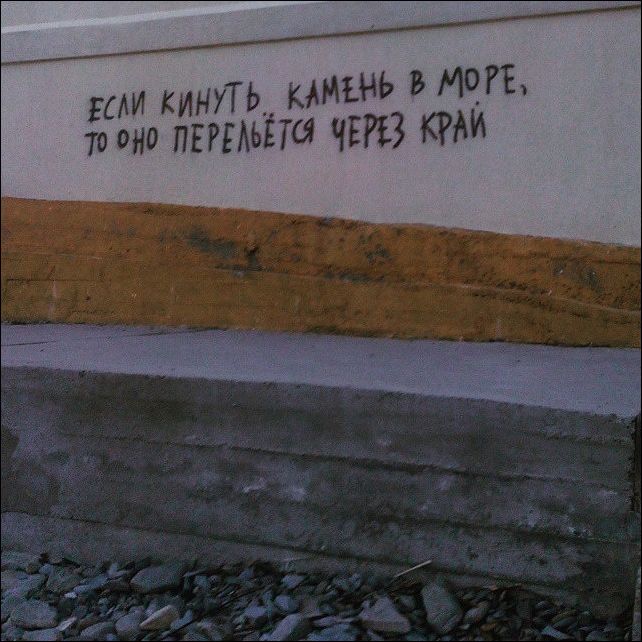 ЕСЛИ КИНУТЬ КАМЕНЬ В МОРЕ,
ТО ОНО ПЕРЕЛЬЁТСЯ ЧЕРЕЗ КРАЙ